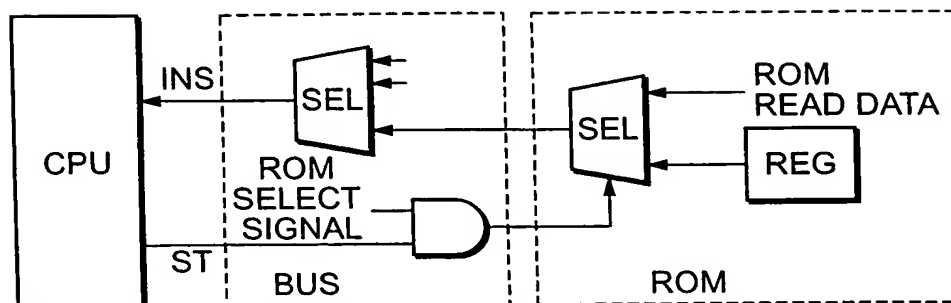 INS
SEL
ROM
READ DATA
SEL
CPU
REG
ROM
SELECT
SIGNAL
ST
BUS
ROM